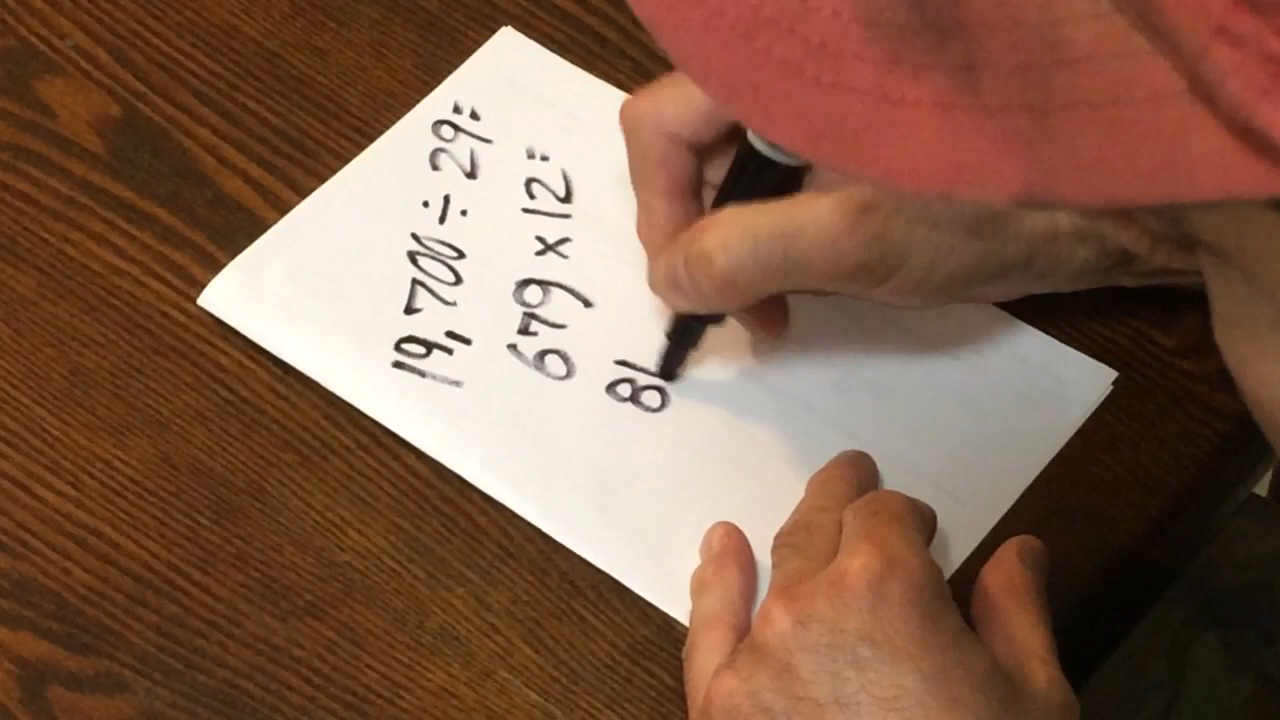 19,700 ÷ 29=
679 x 12=
8